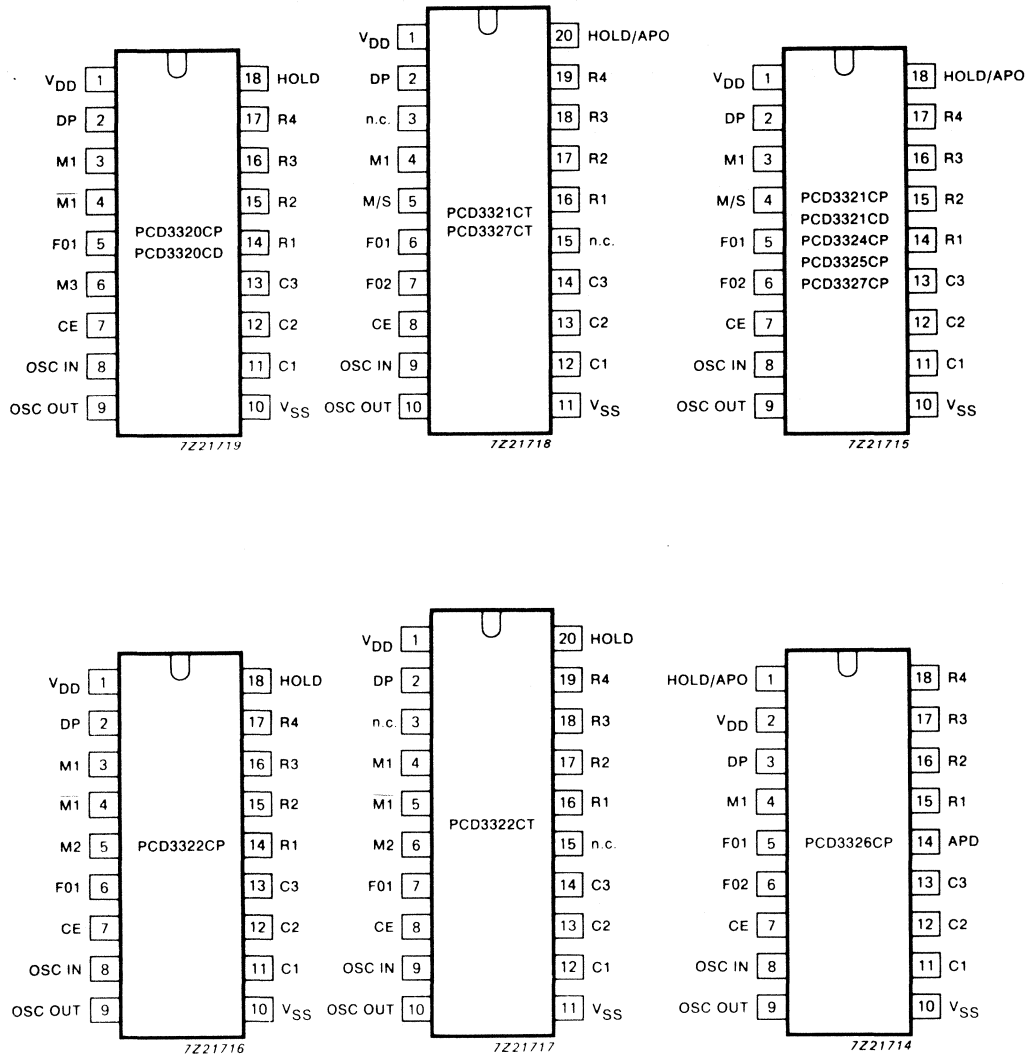 VDD 1 18 HOLD
DP 2 17 R4
M1 3 16 R3
M1 4 15 R2
F01 5 14 R1
M3 6 13 C3
CE 7 12 C2
OSC IN 8 11 C1
OSC OUT 9 10 VSS
PCD3320CP
PCD3320CD
7Z21719
VDD 1 20 HOLD/APO
DP 2 19 R4
n.c. 3 18 R3
M1 4 17 R2
M/S 5 16 R1
F01 6 15 n.c.
F02 7 14 C3
CE 8 13 C2
OSC IN 9 12 C1
OSC OUT 10 11 VSS
PCD3321CT
PCD3327CT
7Z21718
VDD 1 18 HOLD/APO
DP 2 17 R4
M1 3 16 R3
M/S 4 15 R2
F01 5 14 R1
F02 6 13 C3
CE 7 12 C2
OSC IN 8 11 C1
OSC OUT 9 10 VSS
PCD3321CP
PCD3321CD
PCD3324CP
PCD3325CP
PCD3327CP
7Z21715
VDD 1 18 HOLD
DP 2 17 R4
M1 3 16 R3
M1 4 15 R2
M2 5 14 R1
F01 6 13 C3
CE 7 12 C2
OSC IN 8 11 C1
OSC OUT 9 10 VSS
PCD3322CP
7Z21716
VDD 1 20 HOLD
DP 2 19 R4
n.c. 3 18 R3
M1 4 17 R2
M1 5 16 R1
M2 6 15 n.c.
F01 7 14 C3
CE 8 13 C2
OSC IN 9 12 C1
OSC OUT 10 11 VSS
PCD3322CT
7Z21717
HOLD/APO 1 18 R4
VDD 2 17 R3
DP 3 16 R2
M1 4 15 R1
F01 5 14 APD
F02 6 13 C3
CE 7 12 C2
OSC IN 8 11 C1
OSC OUT 9 10 VSS
PCD3326CP
7Z21714